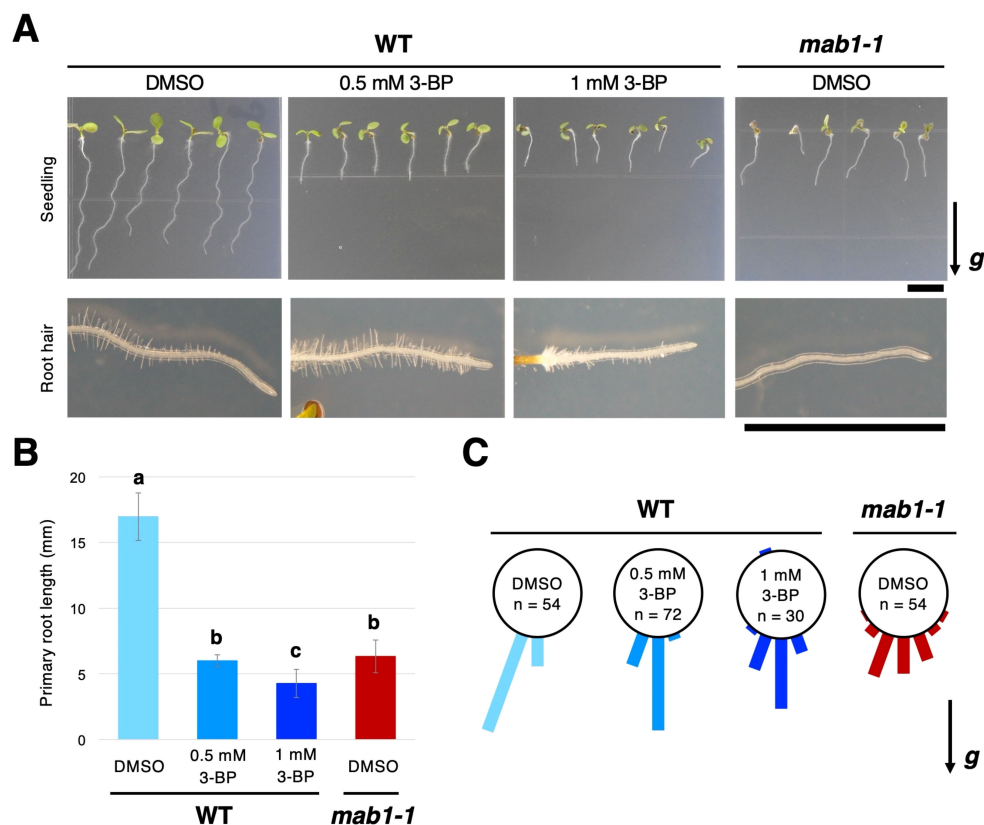 A
WT
mab1-1
DMSO
0.5 mM 3-BP
1 mM 3-BP
DMSO
Seedling
g
Root hair
B
Primary root length (mm)
20
15
10
5
0
a
b
c
b
DMSO
0.5 mM
3-BP
1 mM
3-BP
DMSO
WT
mab1-1
C
WT
mab1-1
DMSO
n = 54
0.5 mM
3-BP
n = 72
1 mM
3-BP
n = 30
DMSO
n = 54
g